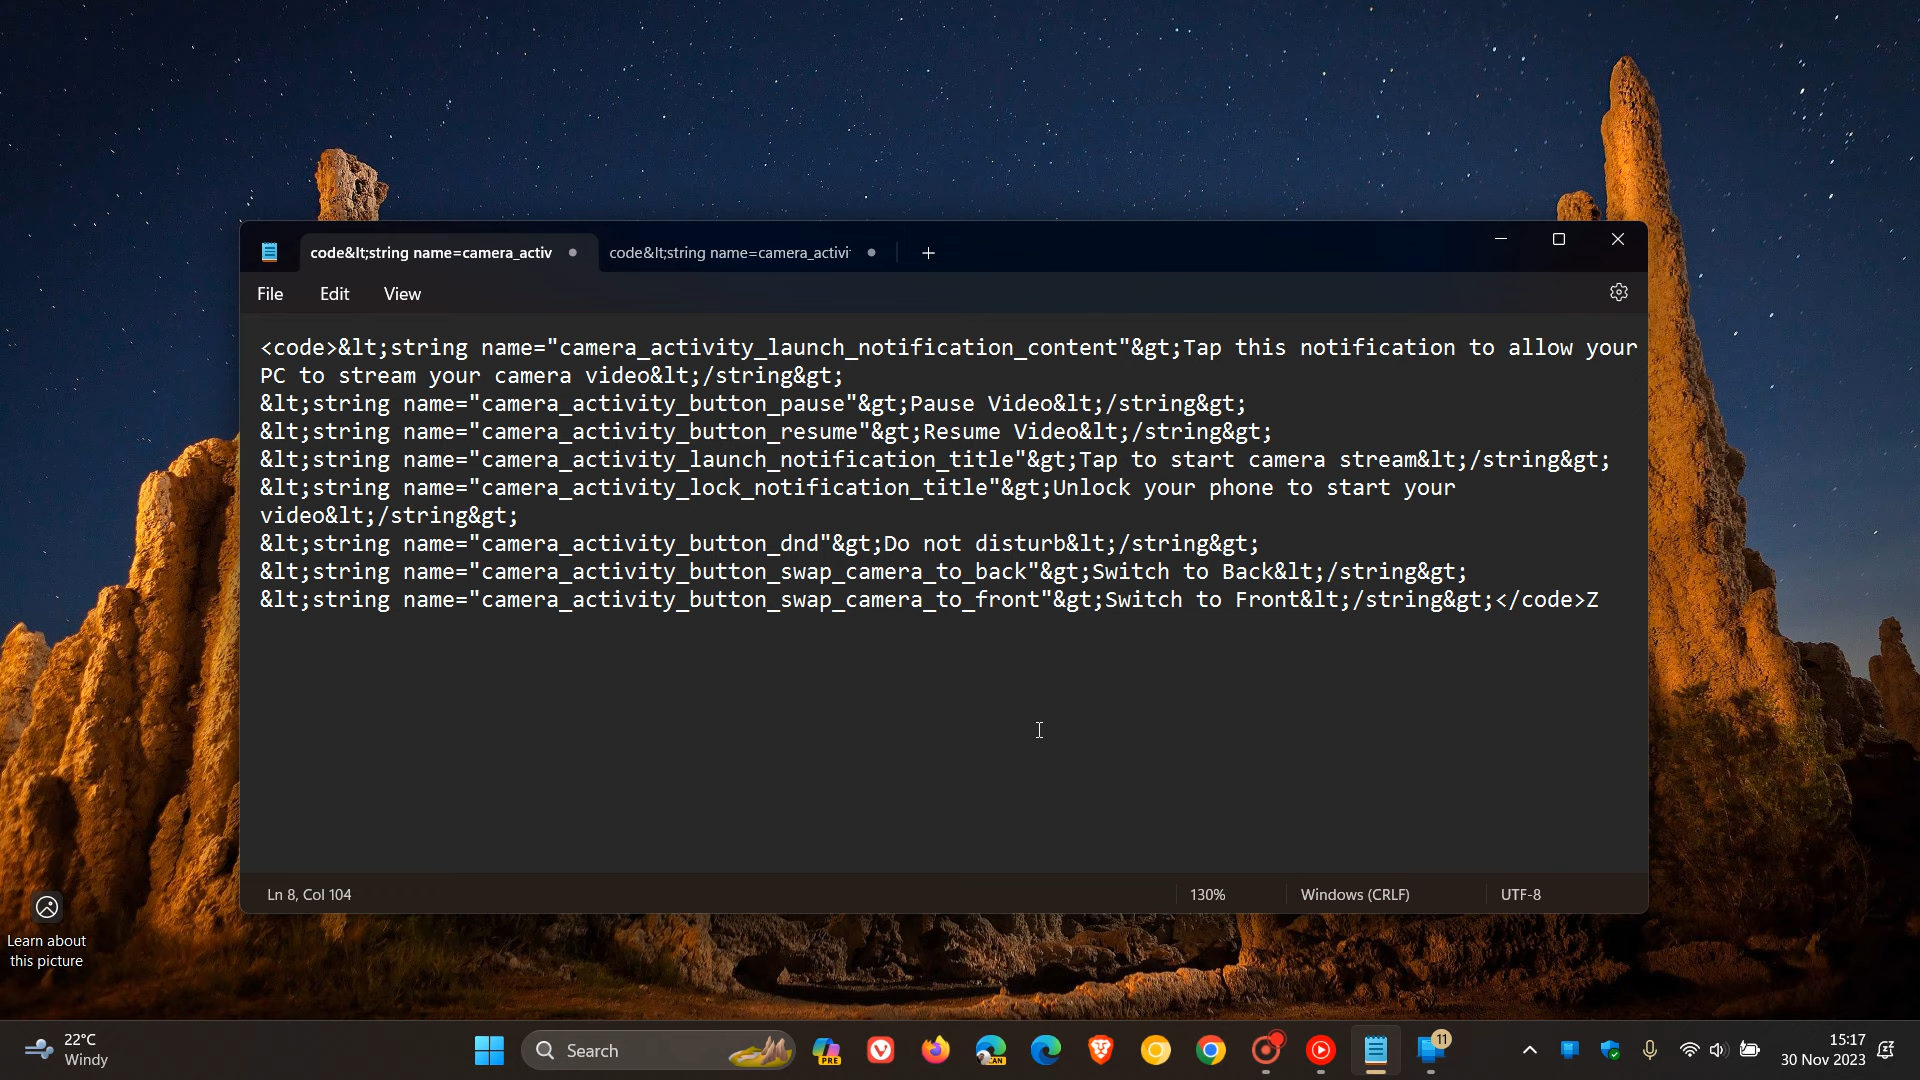 code&lt;string name=camera_activ
code&lt;string name=camera_activi
File Edit View
<code>&lt;string name="camera_activity_launch_notification_content"&gt;Tap this notification to allow your
PC to stream your camera video&lt;/string&gt;
&lt;string name="camera_activity_button_pause"&gt;Pause Video&lt;/string&gt;
&lt;string name="camera_activity_button_resume"&gt;Resume Video&lt;/string&gt;
&lt;string name="camera_activity_launch_notification_title"&gt;Tap to start camera stream&lt;/string&gt;
&lt;string name="camera_activity_lock_notification_title"&gt;Unlock your phone to start your
video&lt;/string&gt;
&lt;string name="camera_activity_button_dnd"&gt;Do not disturb&lt;/string&gt;
&lt;string name="camera_activity_button_swap_camera_to_back"&gt;Switch to Back&lt;/string&gt;
&lt;string name="camera_activity_button_swap_camera_to_front"&gt;Switch to Front&lt;/string&gt;</code>Z
Ln 8, Col 104
130%
Windows (CRLF)
UTF-8
Learn about
this picture
22°C
Windy
Search
PRE
CAN
11
15:17
30 Nov 2023